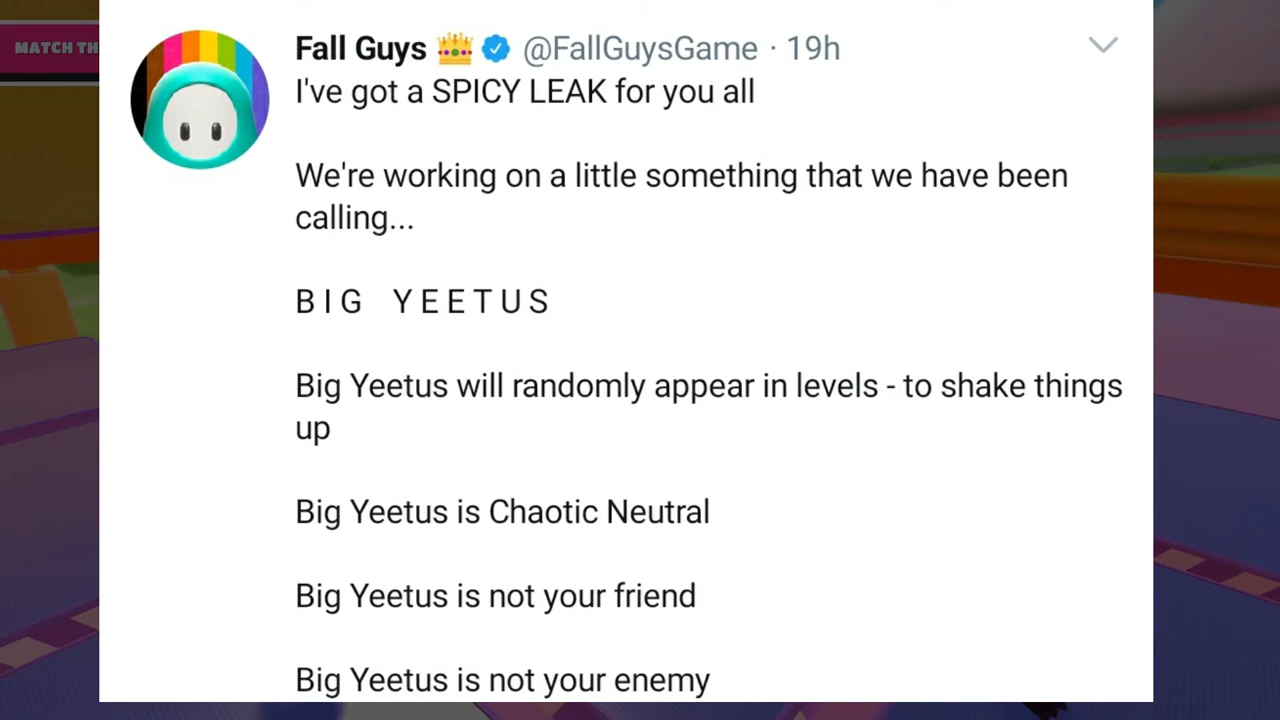 MATCH TH
Fall Guys 👑 @FallGuysGame · 19h
I've got a SPICY LEAK for you all
We're working on a little something that we have been
calling...
B I G Y E E T U S
Big Yeetus will randomly appear in levels - to shake things
up
Big Yeetus is Chaotic Neutral
Big Yeetus is not your friend
Big Yeetus is not your enemy